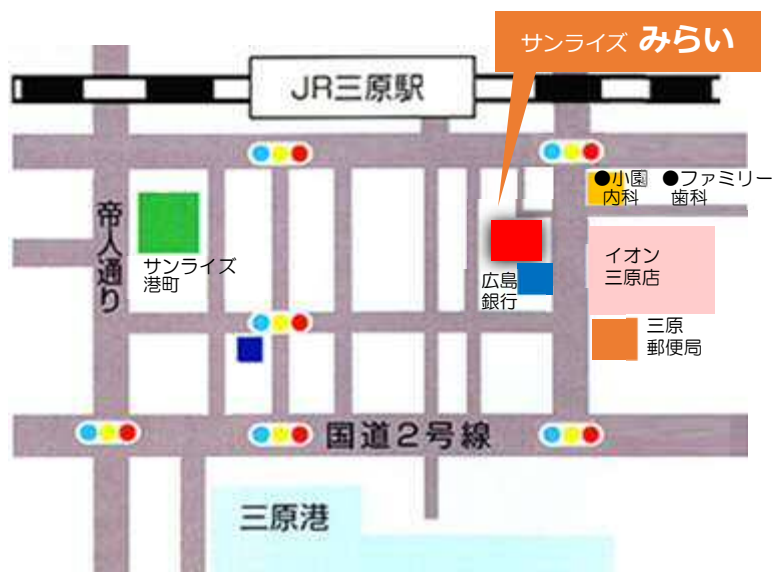 サンライズ みらい
JR三原駅
●小園 ●ファミリー
内科 歯科
帝人通り
サンライズ
港町
広島
銀行
イオン
三原店
三原
郵便局
国道2号線
三原港